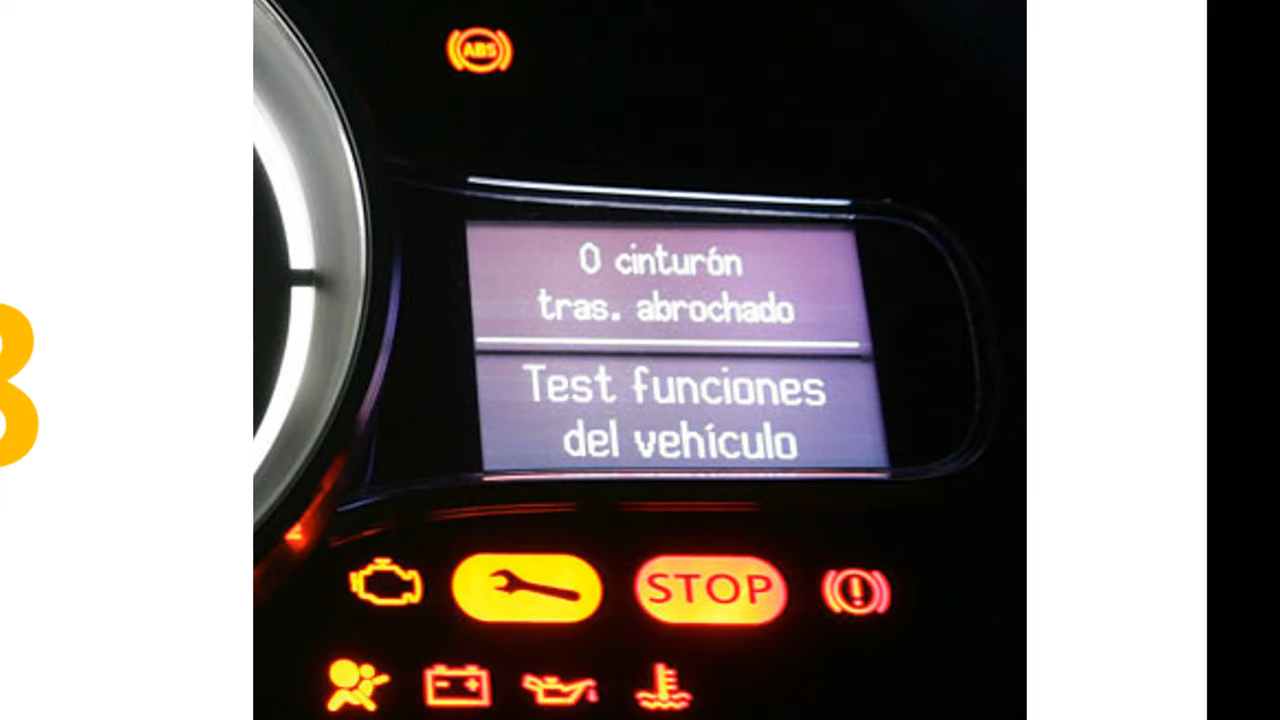 ABS
0 cinturón
tras. abrochado
Test funciones
del vehículo
STOP